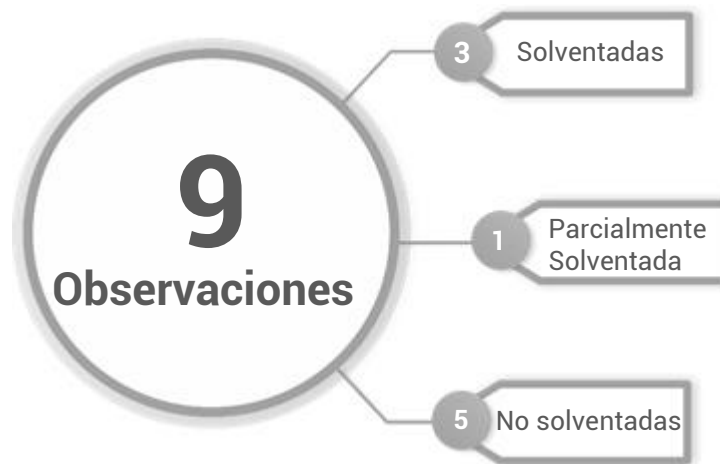 9
Observaciones
3
Solventadas
1
Parcialmente
Solventada
5
No solventadas